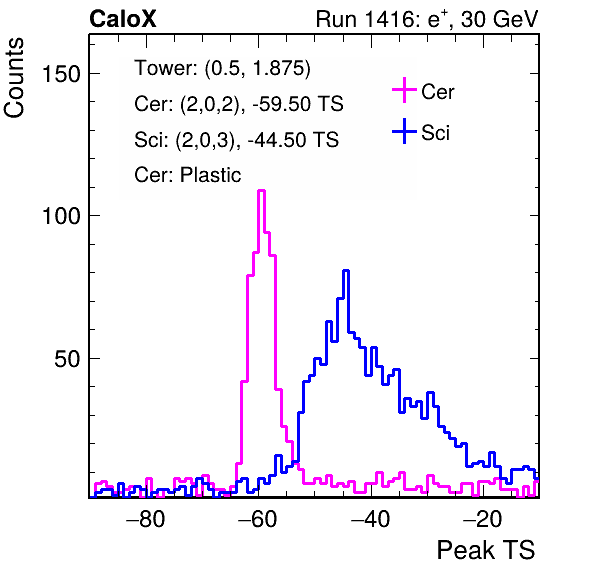 CaloX Run 1416: e⁺, 30 GeV
Counts
150
100
50
Tower: (0.5, 1.875)
Cer: (2,0,2), -59.50 TS
Sci: (2,0,3), -44.50 TS
Cer: Plastic
Cer
Sci
−80 −60 −40 −20
Peak TS